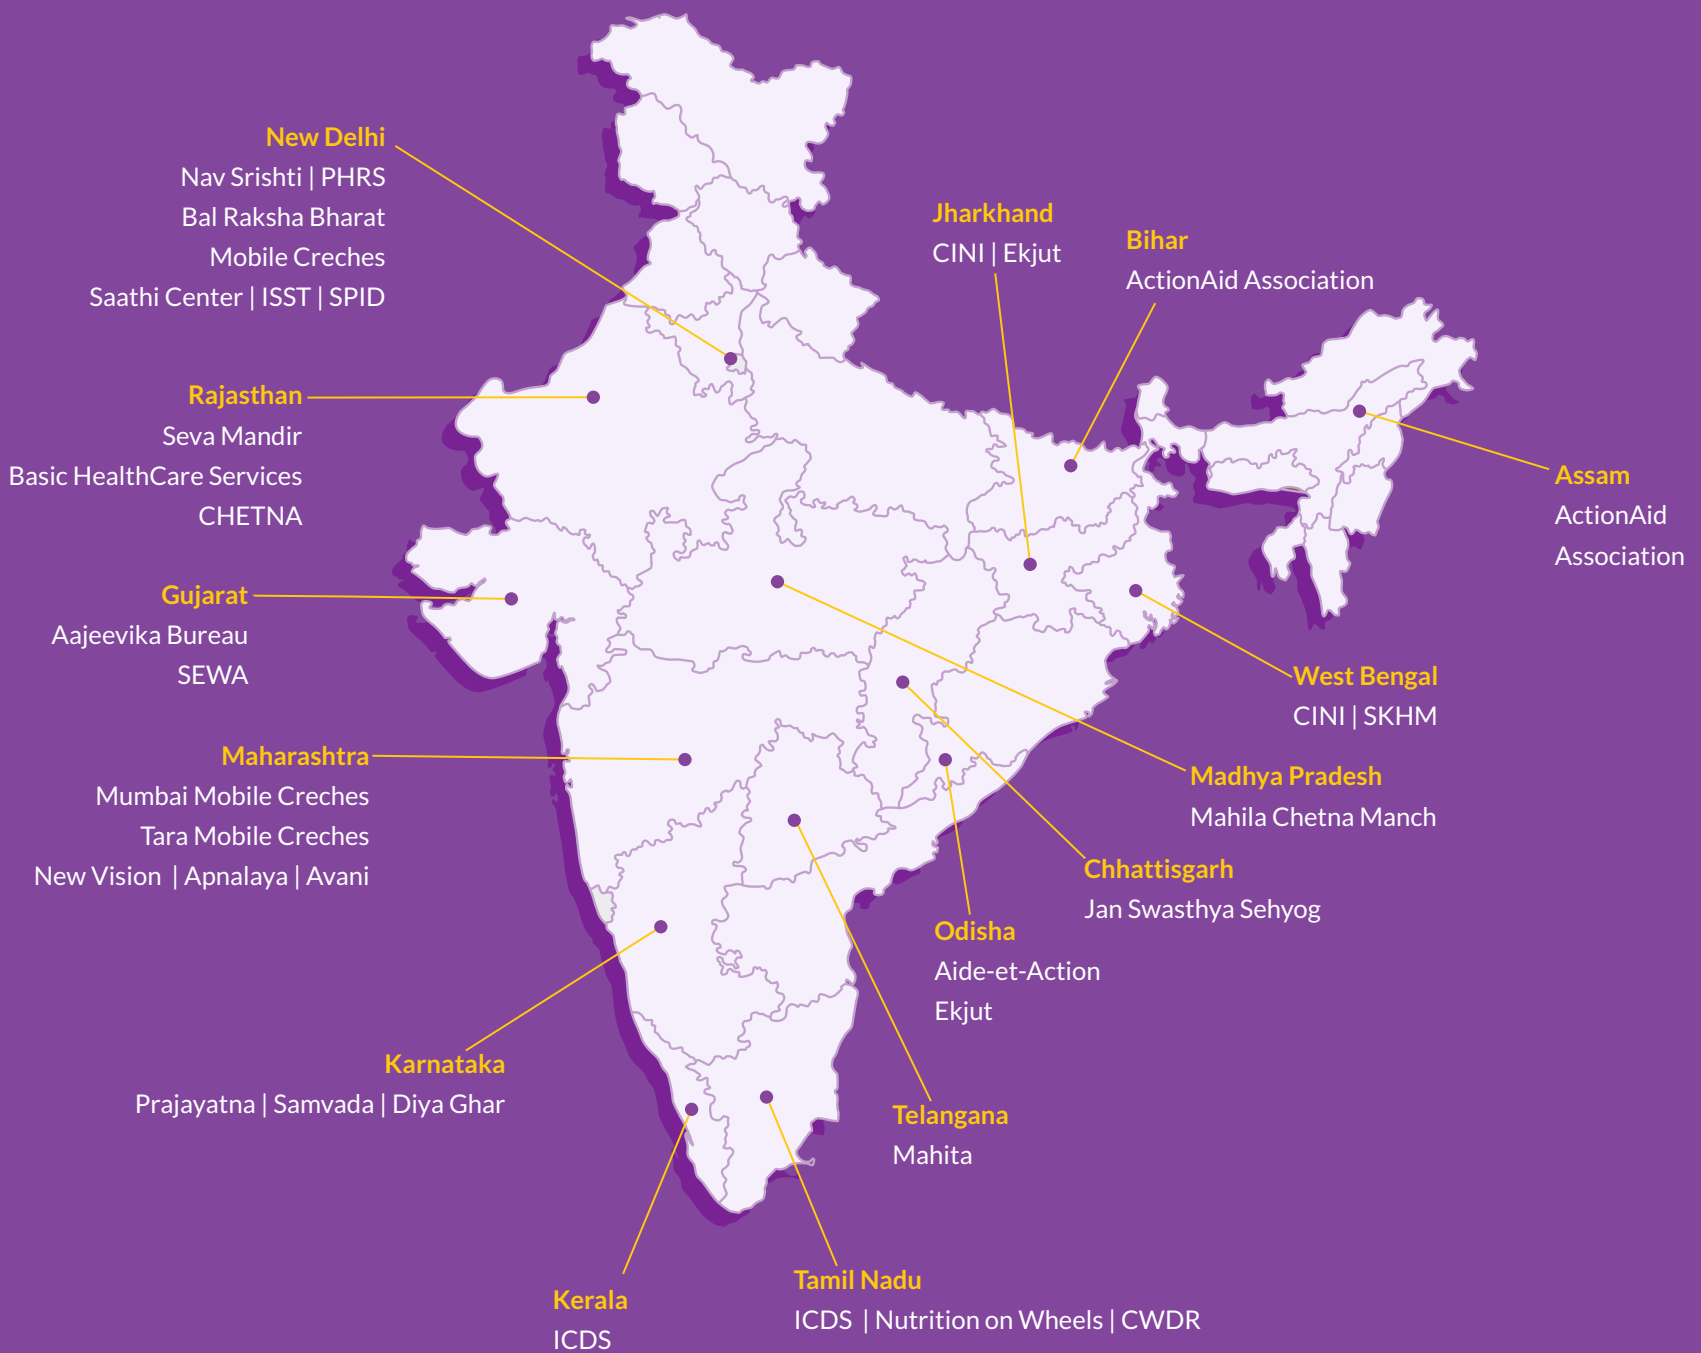 New Delhi
Nav Srishti | PHRS
Bal Raksha Bharat
Mobile Creches
Saathi Center | ISST | SPID
Jharkhand
CINI | Ekjut
Bihar
ActionAid Association
Rajasthan
Seva Mandir
Basic HealthCare Services
CHETNA
Assam
ActionAid
Association
Gujarat
Aajeevika Bureau
SEWA
West Bengal
CINI | SKHM
Maharashtra
Mumbai Mobile Creches
Tara Mobile Creches
New Vision | Apnalaya | Avani
Madhya Pradesh
Mahila Chetna Manch
Chhattisgarh
Jan Swasthya Sehyog
Odisha
Aide-et-Action
Ekjut
Karnataka
Prajayatna | Samvada | Diya Ghar
Telangana
Mahita
Kerala
ICDS
Tamil Nadu
ICDS | Nutrition on Wheels | CWDR